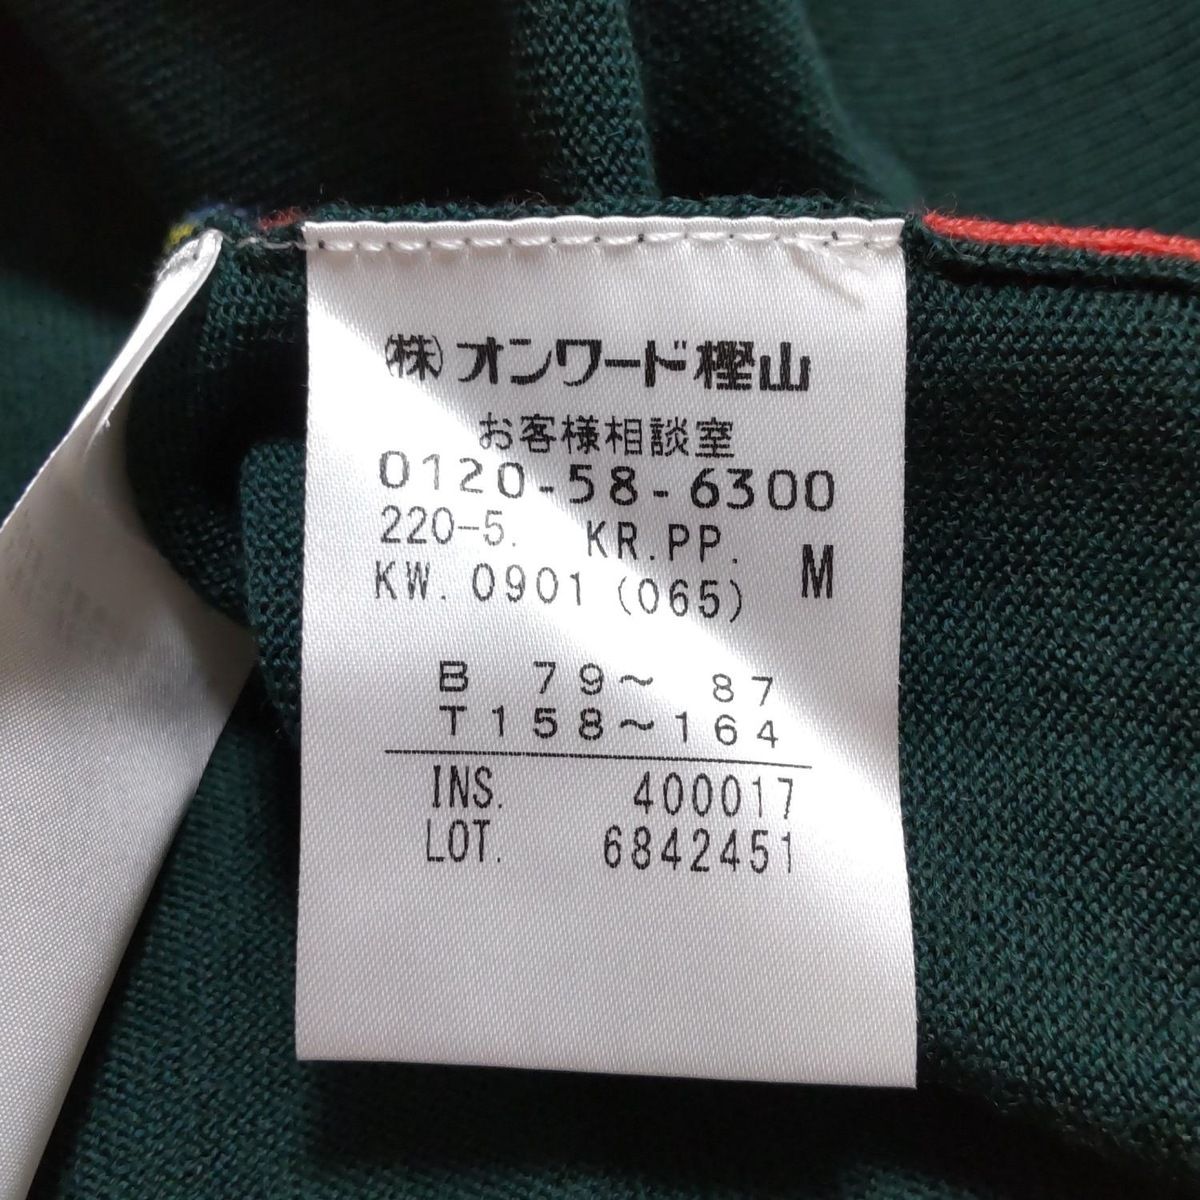 (株)オンワード樫山
お客様相談室
0120-58-6300
220-5. KR.PP. M
KW. 0901 (065)
B 79～ 87
T 158～164
INS. 400017
LOT. 6842451